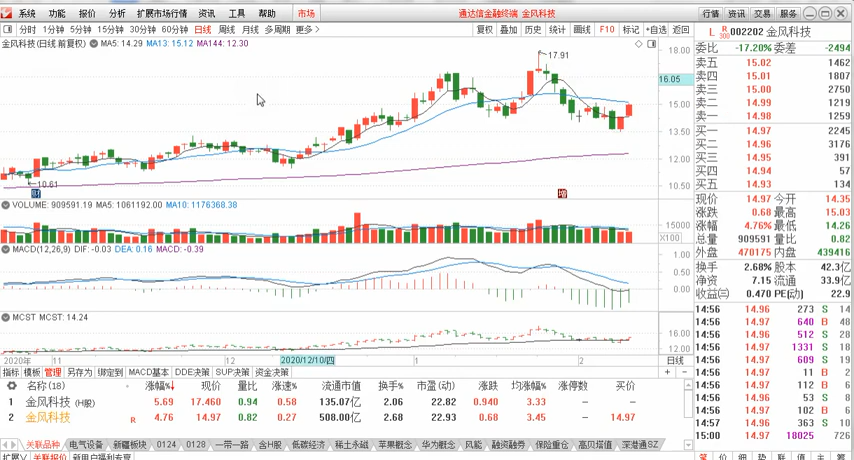 系统 功能 报价 分析 扩展市场行情 资讯 工具 帮助 市场 通达信金融终端 金风科技 行情 资讯 交易 服务
分时 1分钟 5分钟 15分钟 30分钟 60分钟 日线 周线 月线 多周期 更多 复权 叠加 历史 统计 画线 F10 标记 +自选 返回
L R 300 002202 金风科技
金风科技(日线 前复权) MA5: 14.29 MA13: 15.12 MA144: 12.30
委比 -17.20% 委差 -2494
卖五 15.02 1462
卖四 15.01 1807
卖三 15.00 2750
卖二 14.99 1219
卖一 14.98 1259
买一 14.97 2245
买二 14.96 3176
买三 14.95 391
买四 14.94 57
买五 14.93 134
现价 14.97 今开 14.35
涨跌 0.68 最高 15.03
涨幅 4.76% 最低 14.26
总量 909591 量比 0.82
外盘 470175 内盘 439416
换手 2.68% 股本 42.3亿
净资 7.15 流通 33.9亿
收益(三) 0.470 PE(动) 22.9
18.00
16.05
15.00
13.50
12.00
10.50
17.91
10.61
财
增
VOLUME: 909591.19 MA5: 1061192.00 MA10: 1176368.38
15000
X100
MACD(12,26,9) DIF: -0.03 DEA: 0.16 MACD: -0.39
1.00
0.50
0.00
MCST MCST: 14.24
16.00
12.00
2020年 11 12 2020/12/10/四 1 2 日线
指标 模板 管理 另存为 绑定到 MACD基本 DDE决策 SUP决策 资金决策
名称 (18) 涨幅%↓ 现价 量比 涨速% 流通市值 换手% 市盈(动) 涨跌 均涨幅% 涨停数 买价
1 金风科技 (H股) 5.69 17.460 0.94 0.58 135.07亿 2.06 22.82 0.940 3.33 – –
2 金风科技 R 4.76 14.97 0.82 0.27 508.00亿 2.68 22.93 0.68 3.45 – 14.97
14:56 14.96 273 S 14
14:56 14.97 640 B 48
14:56 14.96 512 S 28
14:56 14.97 1331 S 18
14:56 14.97 609 S 19
14:56 14.97 11 B 2
14:56 14.97 112 B 6
14:56 14.96 53 S 8
14:56 14.97 102 B 6
14:57 14.96 363 S 10
15:00 14.97 18025 726
关联品种 电气设备 新疆板块 0124 0128 一带一路 含H股 低碳经济 稀土永磁 苹果概念 华为概念 风能 融资融券 保险重仓 高贝塔值 深港通SZ
扩展∨ 关联报价